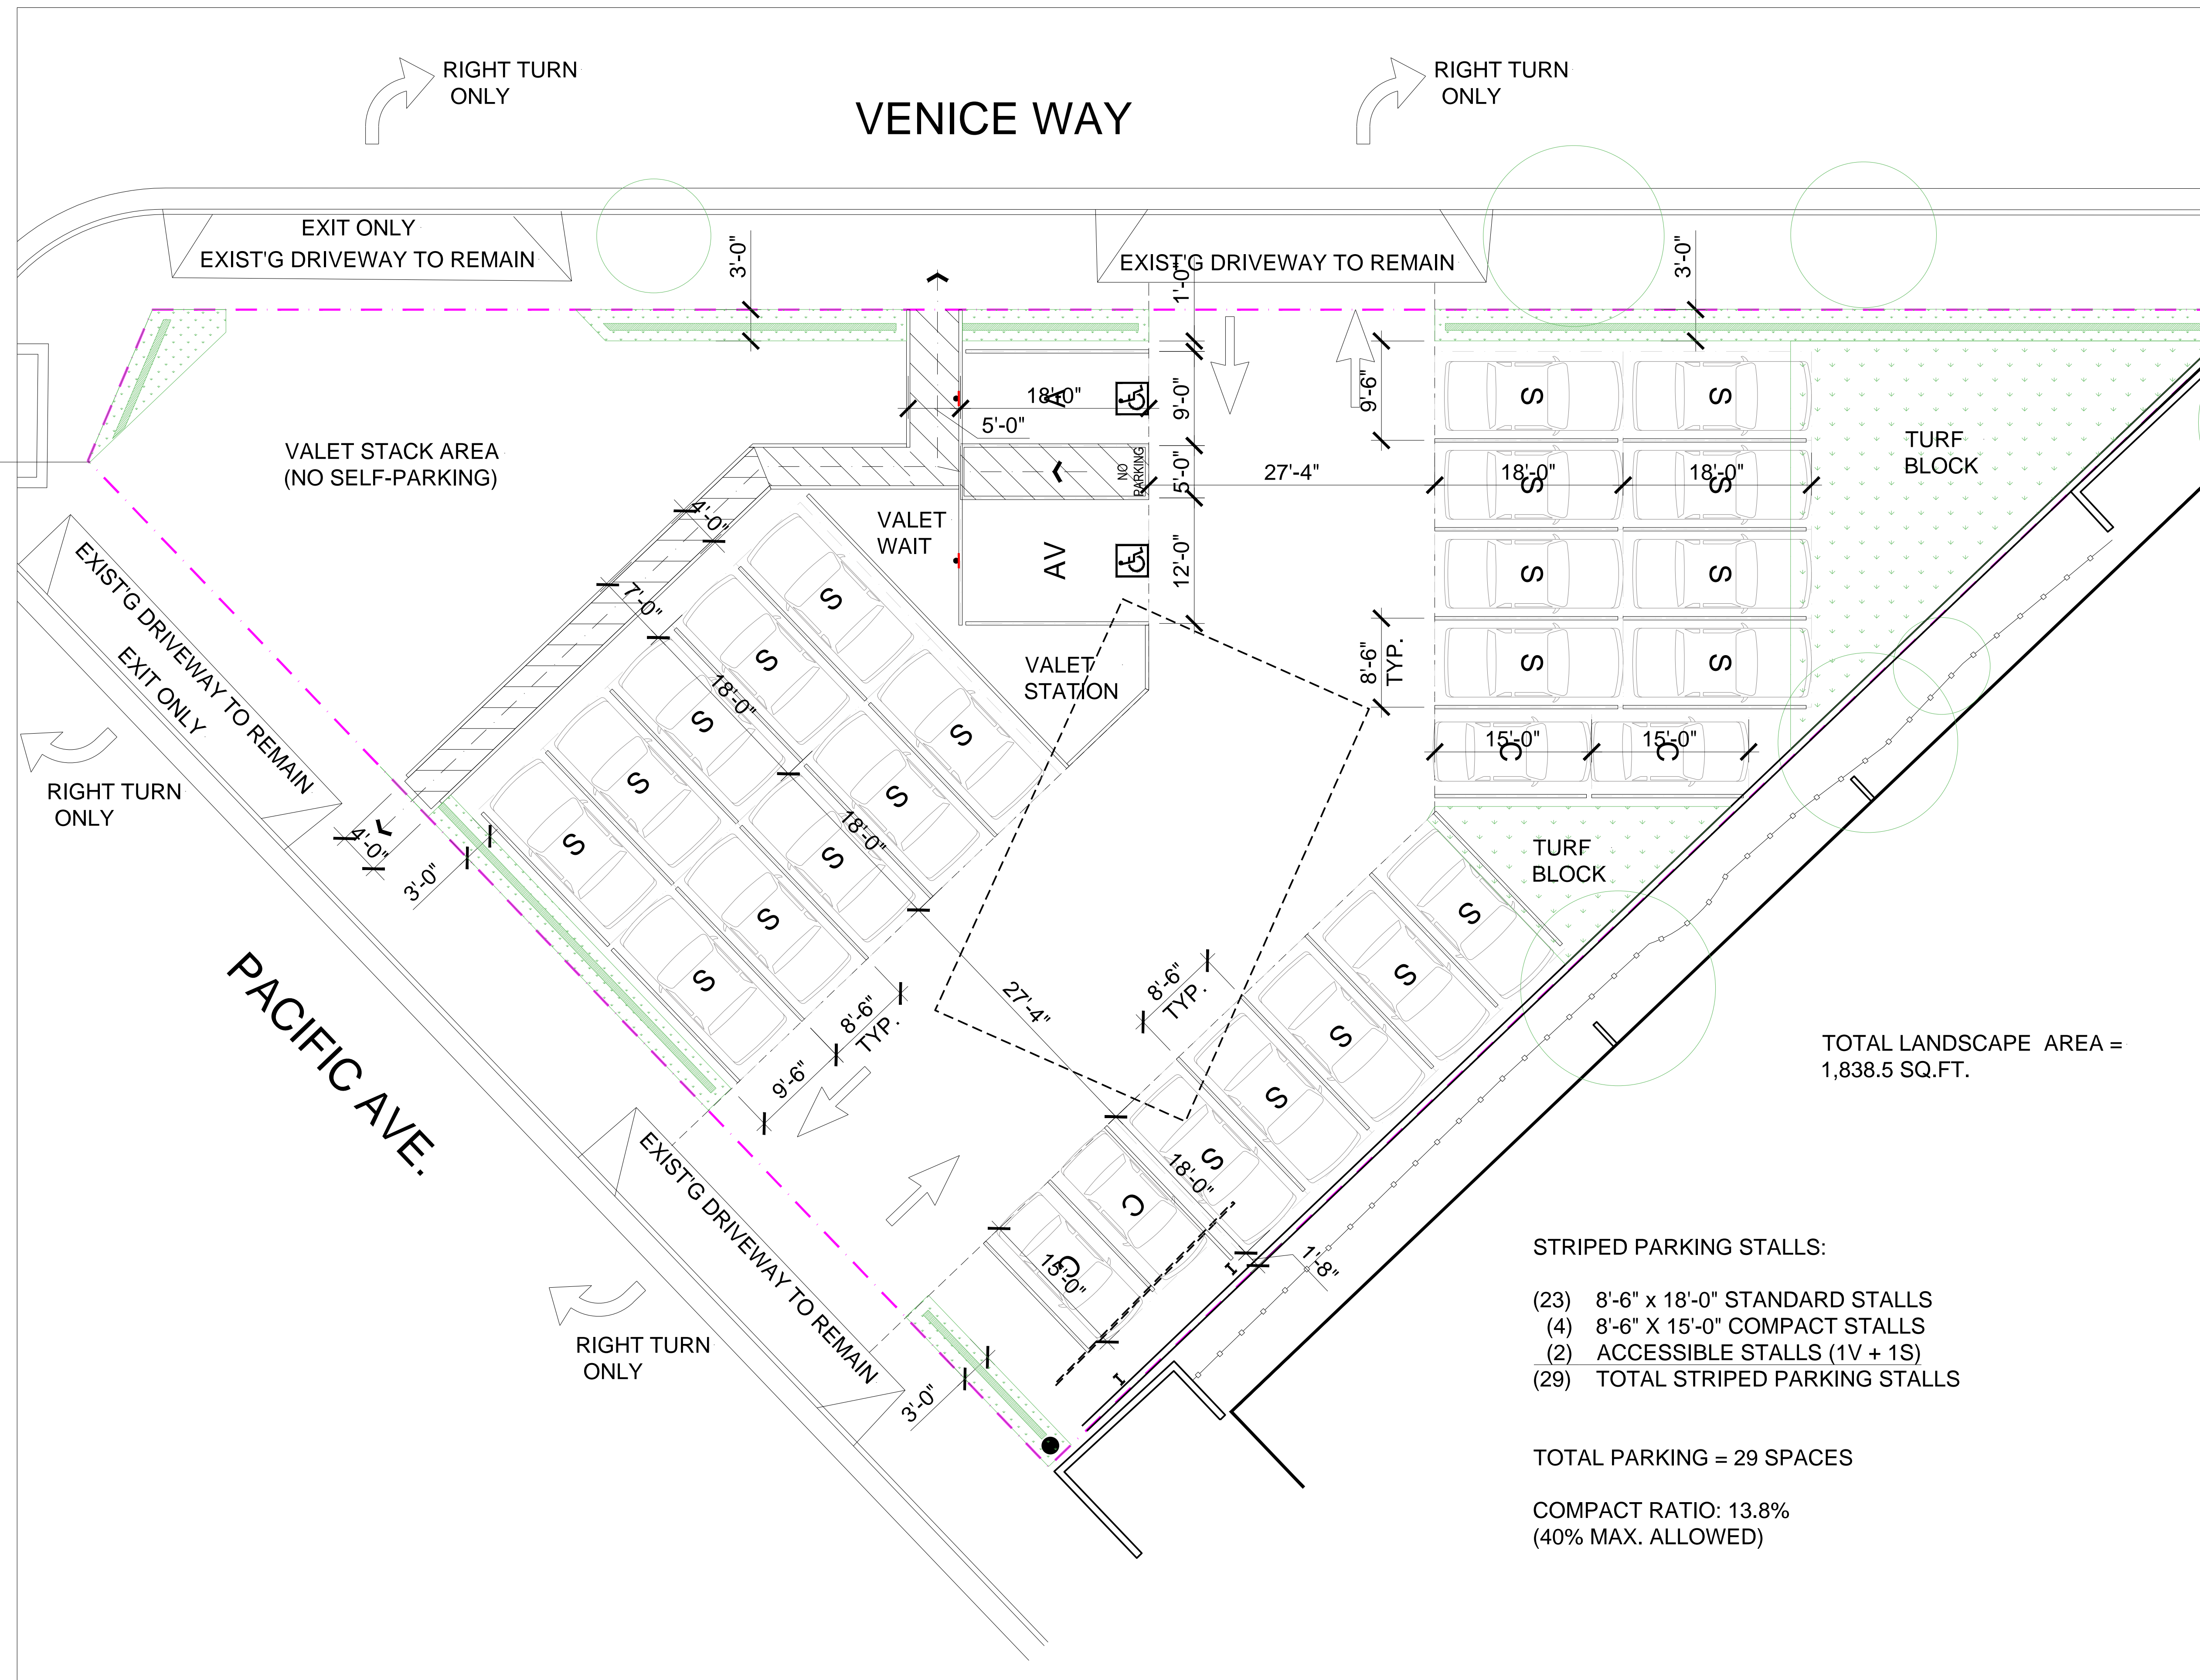 RIGHT TURN
ONLY
VENICE WAY
RIGHT TURN
ONLY
EXIT ONLY
EXIST'G DRIVEWAY TO REMAIN
3'-0"
EXIST'G DRIVEWAY TO REMAIN
1'-0"
3'-0"
VALET STACK AREA
(NO SELF-PARKING)
18'-0"
A
5'-0"
9'-0"
9'-6"
S
S
TURF
BLOCK
NO
PARKING
5'-0"
27'-4"
18'-0"
S
18'-0"
S
4'-0"
VALET
WAIT
AV
12'-0"
S
S
7'-0"
S
S
S
18'-0"
S
S
VALET
STATION
8'-6"
TYP.
S
S
15'-0"
C
15'-0"
C
EXIST'G DRIVEWAY TO REMAIN
EXIT ONLY
RIGHT TURN
ONLY
4'-0"
3'-0"
S
S
18'-0"
S
S
S
TURF
BLOCK
S
S
S
S
S
27'-4"
8'-6"
TYP.
8'-6"
TYP.
9'-6"
PACIFIC AVE.
TOTAL LANDSCAPE AREA =
1,838.5 SQ.FT.
EXIST'G DRIVEWAY TO REMAIN
18'-0"
C
C
15'-0"
1'-8"
RIGHT TURN
ONLY
3'-0"
STRIPED PARKING STALLS:
(23) 8'-6" x 18'-0" STANDARD STALLS
(4) 8'-6" X 15'-0" COMPACT STALLS
(2) ACCESSIBLE STALLS (1V + 1S)
(29) TOTAL STRIPED PARKING STALLS
TOTAL PARKING = 29 SPACES
COMPACT RATIO: 13.8%
(40% MAX. ALLOWED)